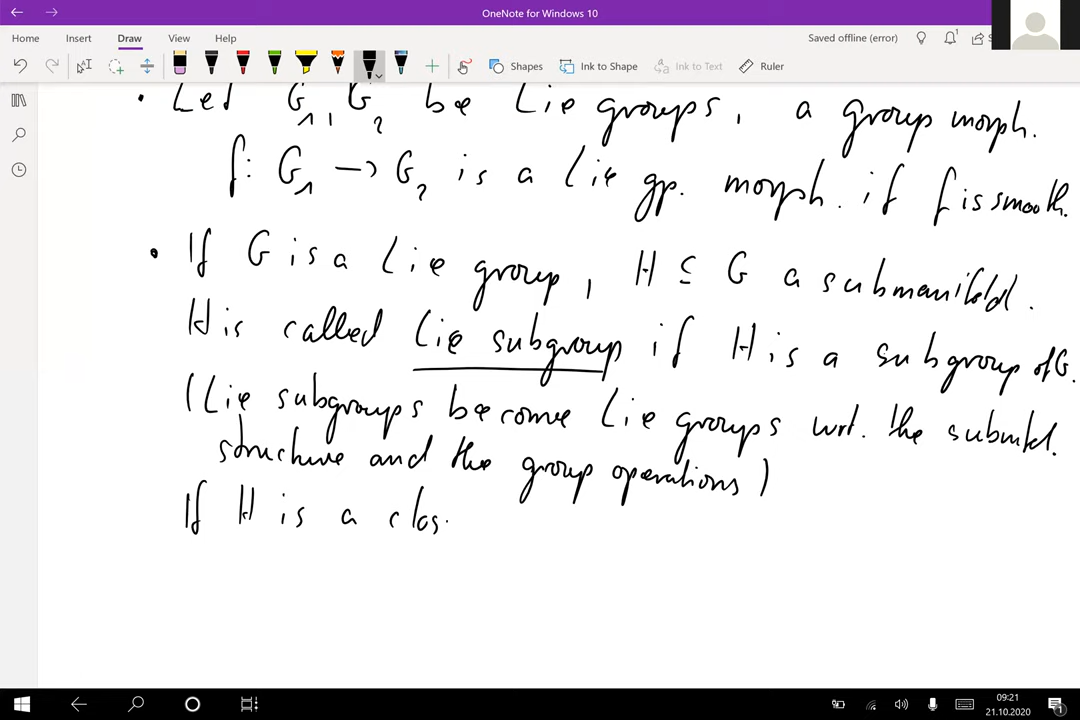 OneNote for Windows 10
Home Insert Draw View Help Saved offline (error)
Shapes Ink to Shape Ink to Text Ruler
• Let G₁, G₂ be Lie groups, a group morph.
f: G₁ → G₂ is a Lie gp. morph. if f is smooth.
• If G is a Lie group, H ⊆ G a submanifold.
H is called Lie subgroup if H is a subgroup of G.
(Lie subgroups become Lie groups wrt. the submfd.
structure and the group operations)
If H is a clos
09:21
21.10.2020